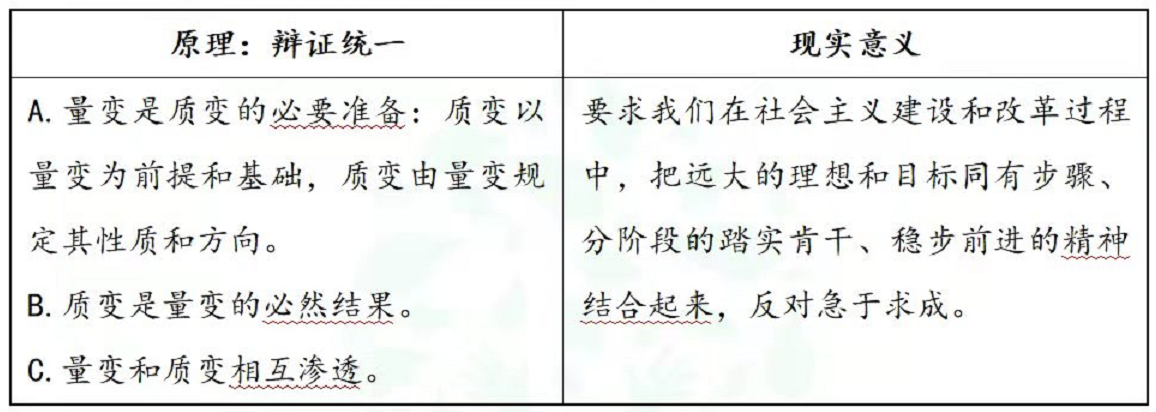 原理：辩证统一
现实意义
A.量变是质变的必要准备：质变以
量变为前提和基础，质变由量变规
定其性质和方向。
B.质变是量变的必然结果。
C.量变和质变相互渗透。
要求我们在社会主义建设和改革过程
中，把远大的理想和目标同有步骤、
分阶段的踏实肯干、稳步前进的精神
结合起来，反对急于求成。